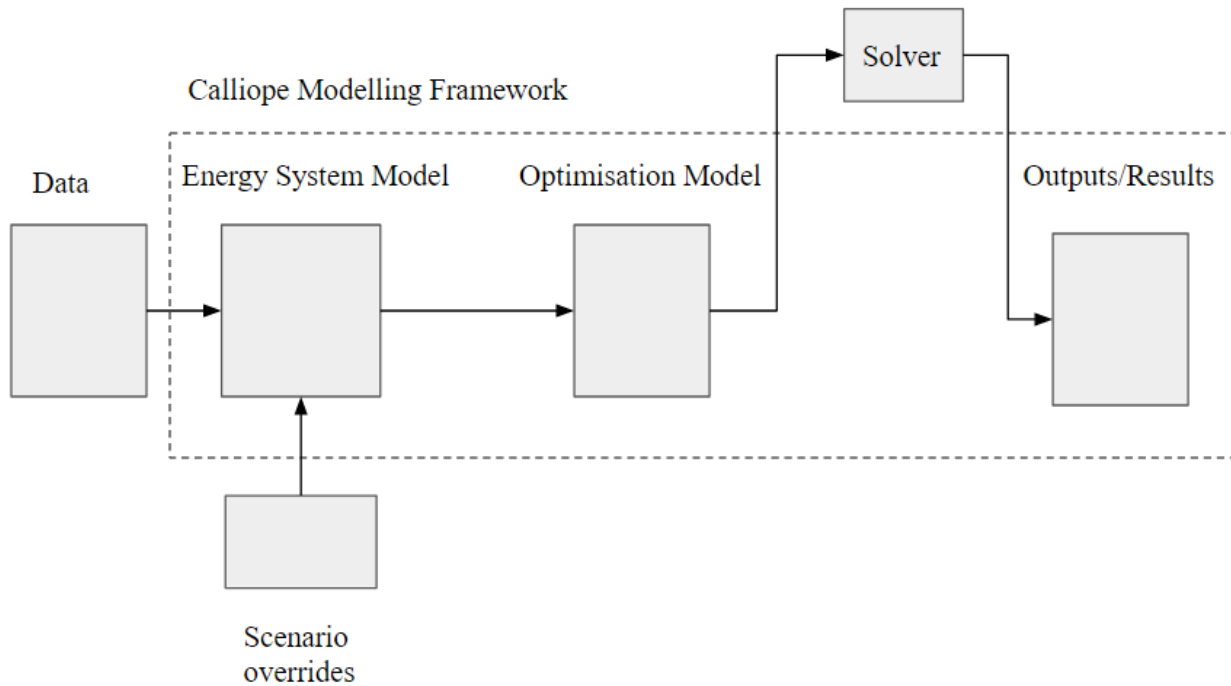 Solver
Calliope Modelling Framework
Data
Energy System Model
Optimisation Model
Outputs/Results
Scenario
overrides